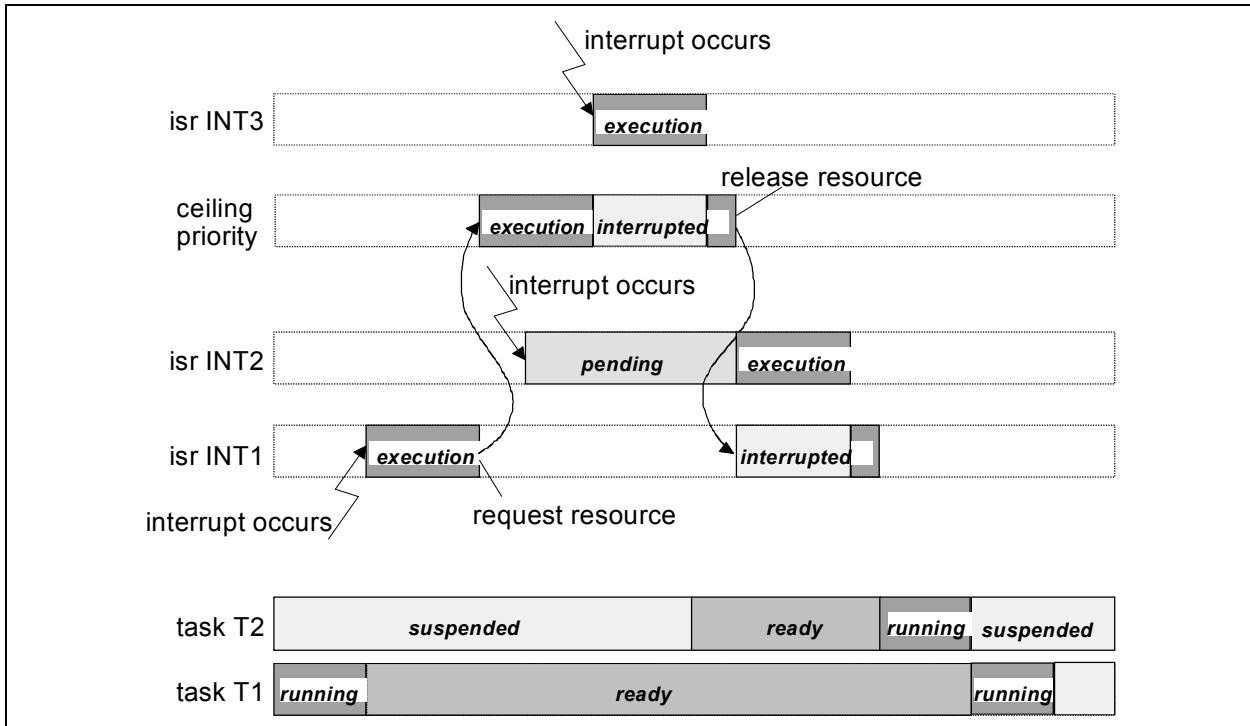 interrupt occurs
isr INT3
execution
release resource
ceiling
priority
execution
interrupted
interrupt occurs
isr INT2
pending
execution
isr INT1
execution
interrupted
interrupt occurs
request resource
task T2
suspended
ready
running
suspended
task T1
running
ready
running